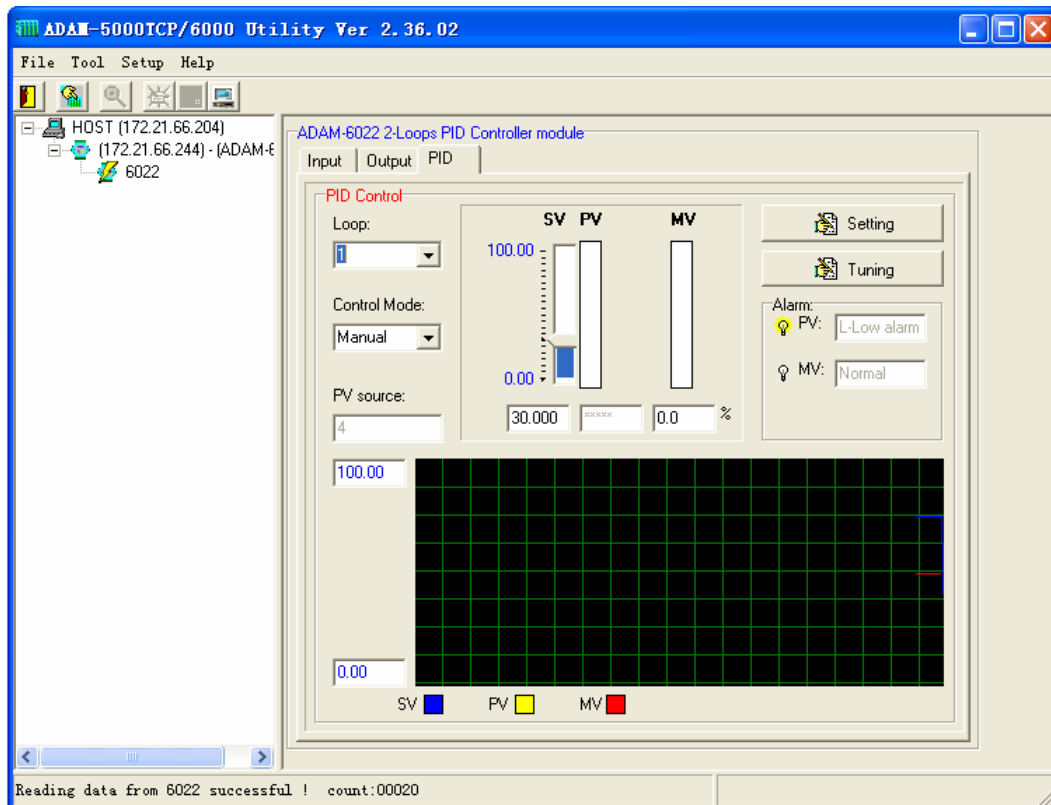 ADAM-5000TCP/6000 Utility Ver 2.36.02
File Tool Setup Help
HOST (172.21.66.204)
(172.21.66.244) - (ADAM-6
6022
ADAM-6022 2-Loops PID Controller module
Input Output PID
PID Control
Loop:
1
Control Mode:
Manual
PV source:
4
SV PV MV
100.00
0.00
30.000 ***** 0.0 %
Setting
Tuning
Alarm:
PV: L-Low alarm
MV: Normal
100.00
0.00
SV PV MV
Reading data from 6022 successful ! count:00020